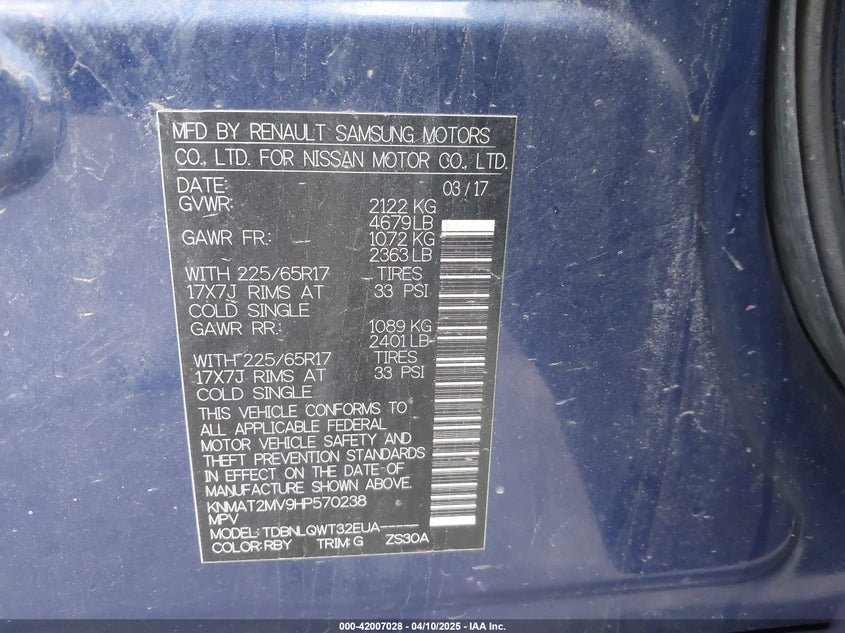 MFD BY RENAULT SAMSUNG MOTORS
CO., LTD. FOR NISSAN MOTOR CO., LTD.
DATE: 03/17
GVWR: 2122 KG
4679 LB
GAWR FR: 1072 KG
2363 LB
WITH 225/65R17 TIRES
17X7J RIMS AT 33 PSI
COLD SINGLE
GAWR RR: 1089 KG
2401 LB
WITH 225/65R17 TIRES
17X7J RIMS AT 33 PSI
COLD SINGLE
THIS VEHICLE CONFORMS TO
ALL APPLICABLE FEDERAL
MOTOR VEHICLE SAFETY AND
THEFT PREVENTION STANDARDS
IN EFFECT ON THE DATE OF
MANUFACTURE SHOWN ABOVE.
KNMAT2MV9HP570238
MPV
MODEL: TDBNLQWT32EUA-----
COLOR: RBY TRIM: G ZS30A
000-42007028 - 04/10/2025 - IAA Inc.